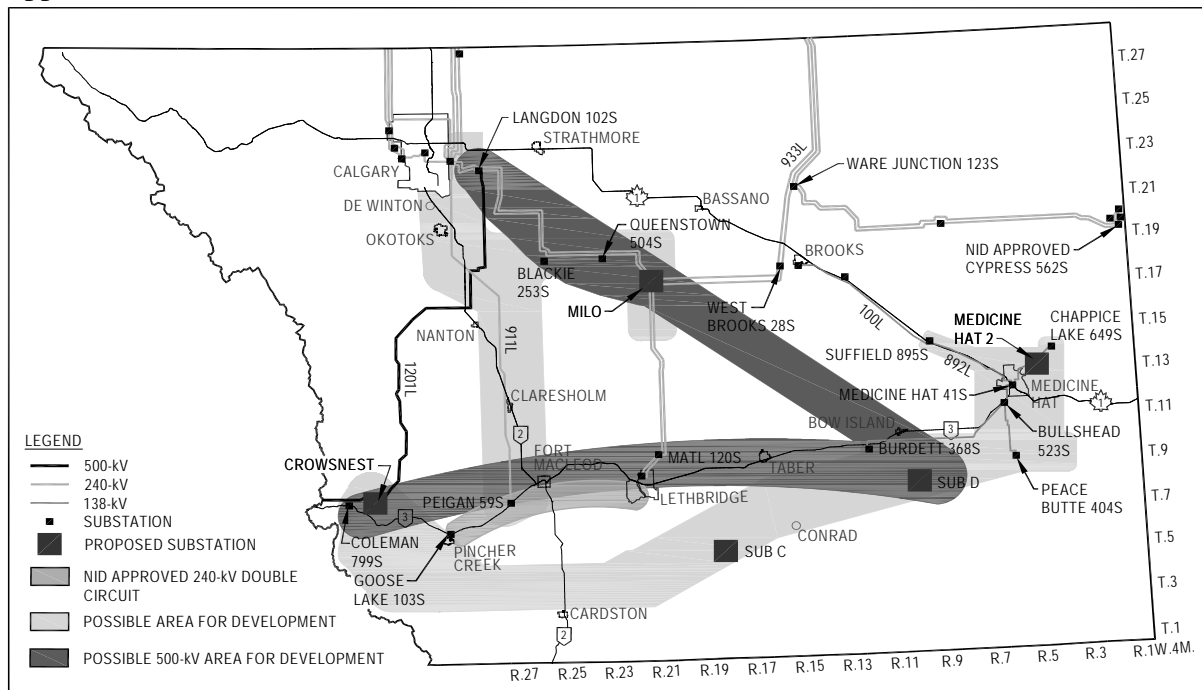 T.27
T.25
LANGDON 102S
STRATHMORE
T.23
933L
WARE JUNCTION 123S
CALGARY
1
T.21
BASSANO
DE WINTON
QUEENSTOWN
504S
T.19
OKOTOKS
BROOKS
NID APPROVED
CYPRESS 562S
BLACKIE
253S
T.17
MILO
WEST
BROOKS 28S
100L
CHAPPICE
LAKE 649S
MEDICINE
HAT 2
T.15
NANTON
911L
SUFFIELD 895S
892L
T.13
1201L
MEDICINE HAT 41S
MEDICINE
HAT
1
T.11
CLARESHOLM
BOW ISLAND
3
BULLSHEAD
523S
LEGEND
2
500-kV
FORT
MACLEOD
MATL 120S
BURDETT 368S
T.9
240-kV
CROWSNEST
TABER
138-kV
PEIGAN 59S
LETHBRIDGE
SUB D
PEACE
BUTTE 404S
T.7
SUBSTATION
3
CONRAD
PROPOSED SUBSTATION
COLEMAN
799S
PINCHER
CREEK
SUB C
T.5
GOOSE
LAKE 103S
NID APPROVED 240-kV DOUBLE
CIRCUIT
T.3
POSSIBLE AREA FOR DEVELOPMENT
CARDSTON
2
T.1
POSSIBLE 500-kV AREA FOR DEVELOPMENT
R.27 R.25 R.23 R.21 R.19 R.17 R.15 R.13 R.11 R.9 R.7 R.5 R.3 R.1W.4M.